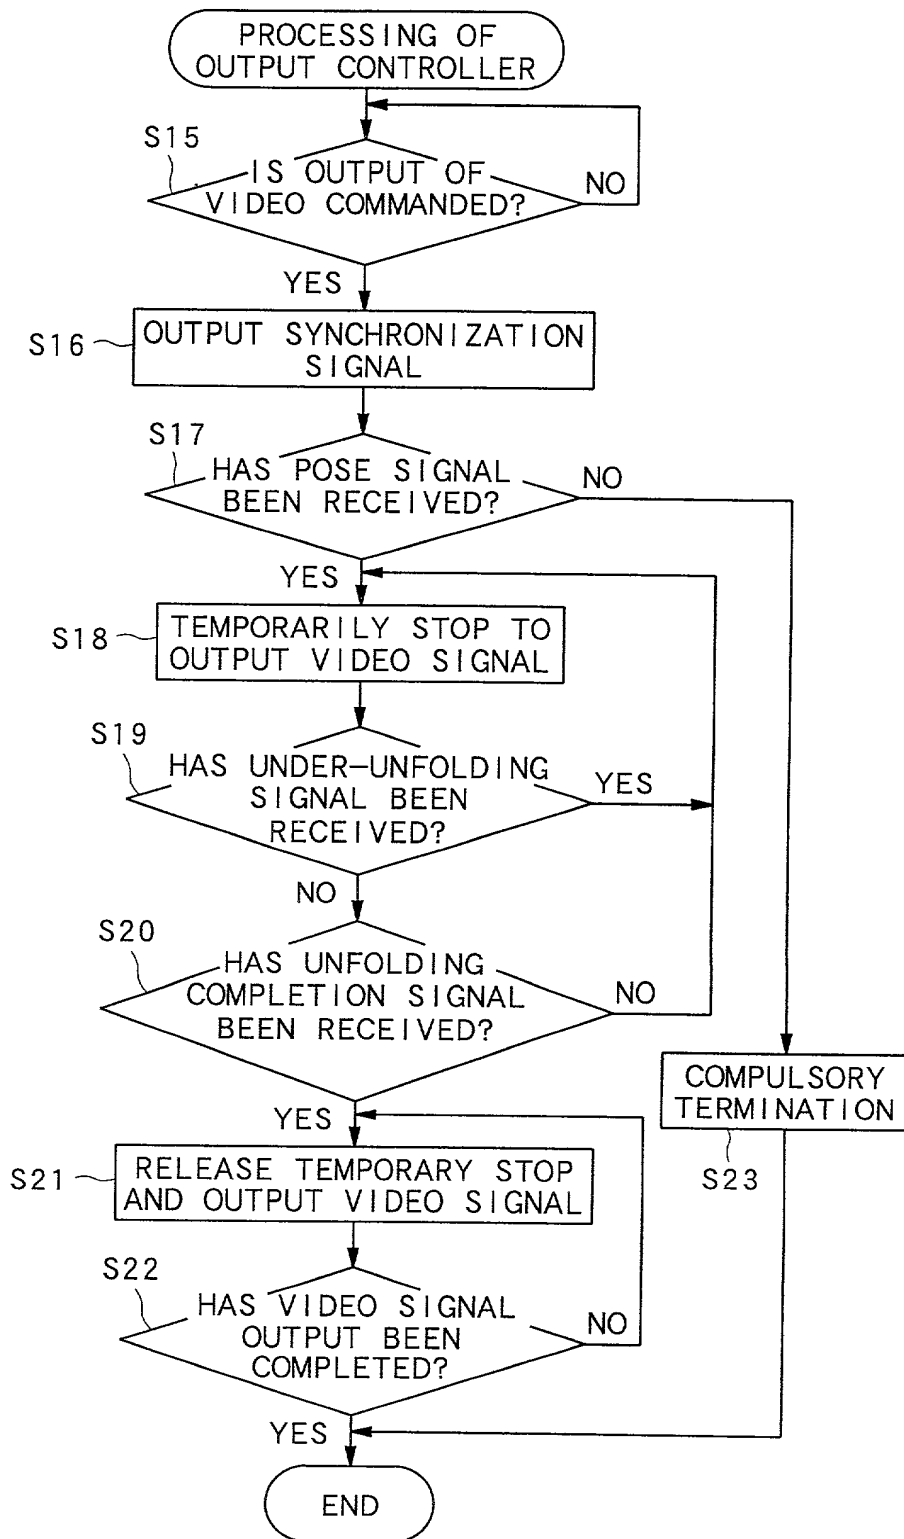 PROCESSING OF
OUTPUT CONTROLLER
S15
IS OUTPUT OF
VIDEO COMMANDED?
NO
YES
S16
OUTPUT SYNCHRONIZATION
SIGNAL
S17
HAS POSE SIGNAL
BEEN RECEIVED?
NO
YES
S18
TEMPORARILY STOP TO
OUTPUT VIDEO SIGNAL
S19
HAS UNDER-UNFOLDING
SIGNAL BEEN
RECEIVED?
YES
NO
S20
HAS UNFOLDING
COMPLETION SIGNAL
BEEN RECEIVED?
NO
COMPULSORY
TERMINATION
S23
YES
S21
RELEASE TEMPORARY STOP
AND OUTPUT VIDEO SIGNAL
S22
HAS VIDEO SIGNAL
OUTPUT BEEN
COMPLETED?
NO
YES
END